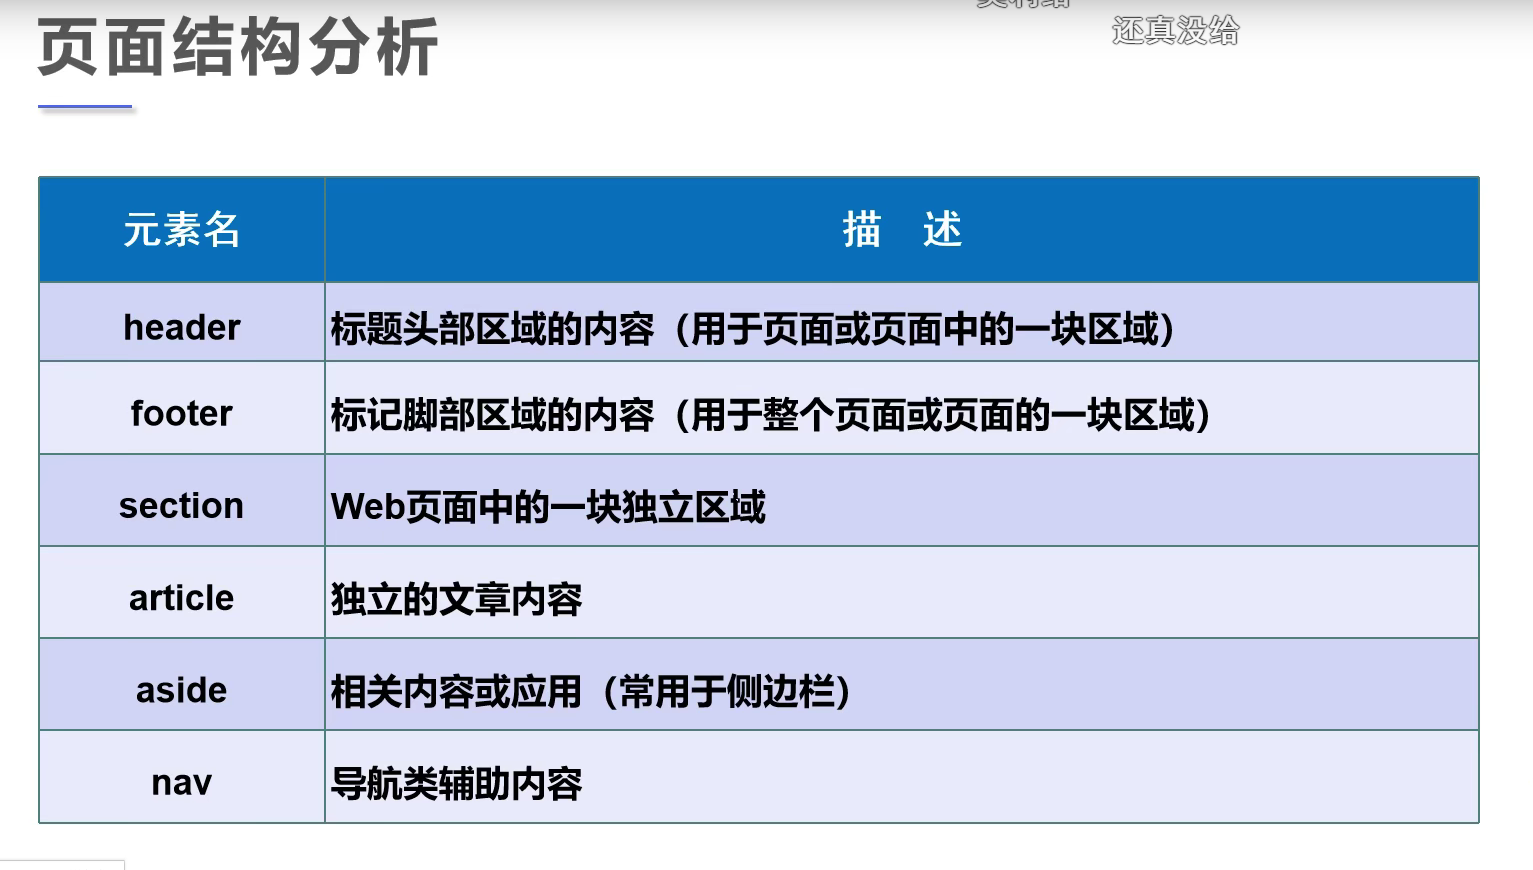 还真没给
页面结构分析
元素名 描 述
header 标题头部区域的内容（用于页面或页面中的一块区域）
footer 标记脚部区域的内容（用于整个页面或页面的一块区域）
section Web页面中的一块独立区域
article 独立的文章内容
aside 相关内容或应用（常用于侧边栏）
nav 导航类辅助内容